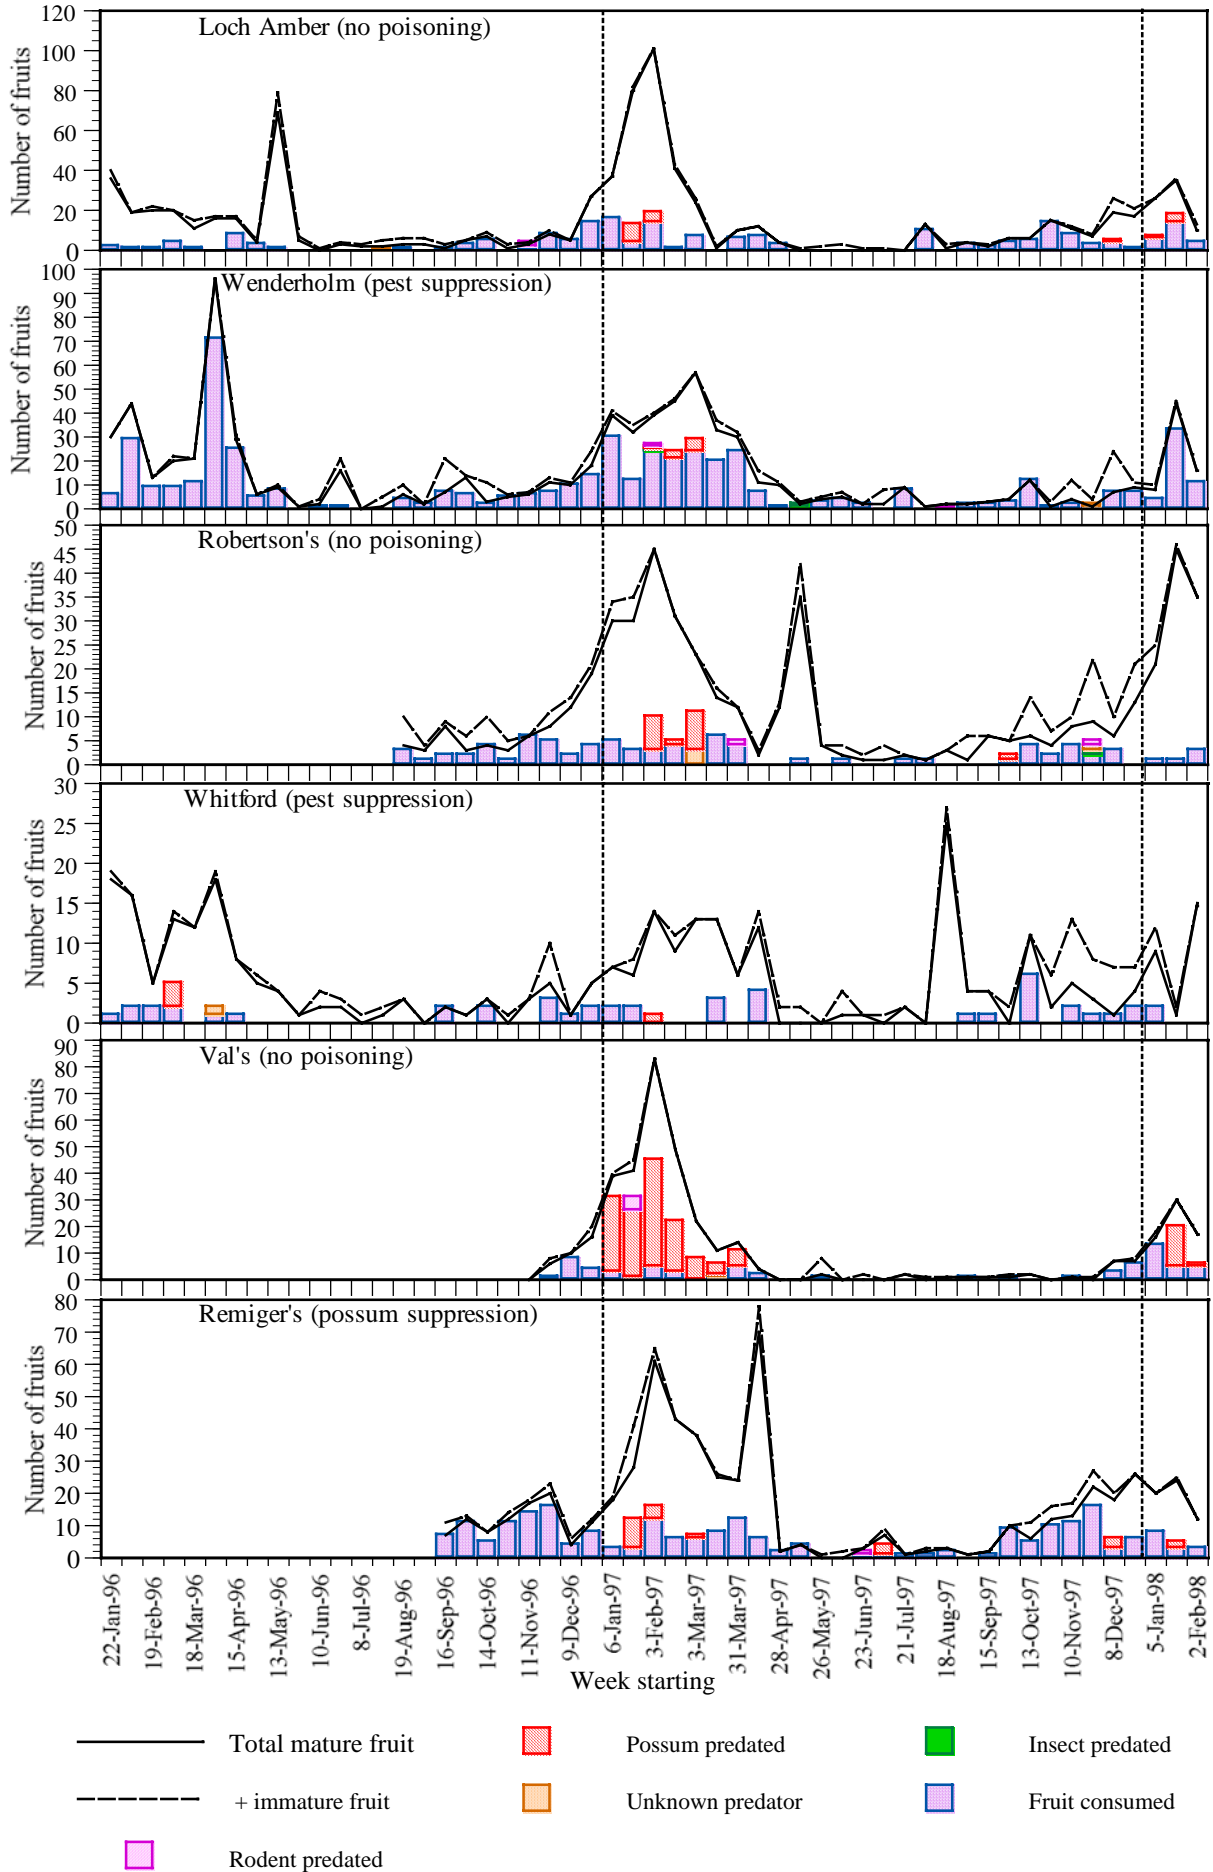 Loch Amber (no poisoning)
Number of fruits
120
100
80
60
40
20
0
Wenderholm (pest suppression)
Number of fruits
100
90
80
70
60
50
40
30
20
10
0
Robertson's (no poisoning)
Number of fruits
50
45
40
35
30
25
20
15
10
5
0
Whitford (pest suppression)
Number of fruits
30
25
20
15
10
5
0
Val's (no poisoning)
Number of fruits
90
80
70
60
50
40
30
20
10
0
Remiger's (possum suppression)
Number of fruits
80
70
60
50
40
30
20
10
0
22-Jan-96
19-Feb-96
18-Mar-96
15-Apr-96
13-May-96
10-Jun-96
8-Jul-96
19-Aug-96
16-Sep-96
14-Oct-96
11-Nov-96
9-Dec-96
6-Jan-97
3-Feb-97
3-Mar-97
31-Mar-97
28-Apr-97
26-May-97
23-Jun-97
21-Jul-97
18-Aug-97
15-Sep-97
13-Oct-97
10-Nov-97
8-Dec-97
5-Jan-98
2-Feb-98
Week starting
Total mature fruit
Possum predated
Insect predated
+ immature fruit
Unknown predator
Fruit consumed
Rodent predated